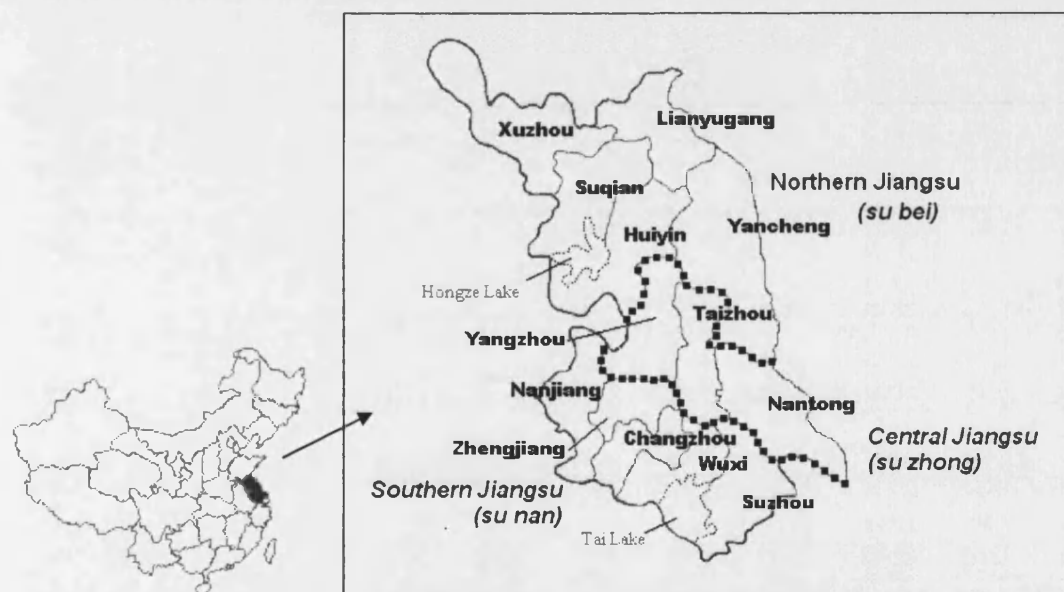 Xuzhou
Lianyugang
Suqian
Northern Jiangsu
(su bei)
Yancheng
Huiyin
Hongze Lake
Taizhou
Yangzhou
Nanjiang
Nantong
Zhengjiang
Changzhou
Central Jiangsu
(su zhong)
Wuxi
Southern Jiangsu
(su nan)
Suzhou
Tai Lake